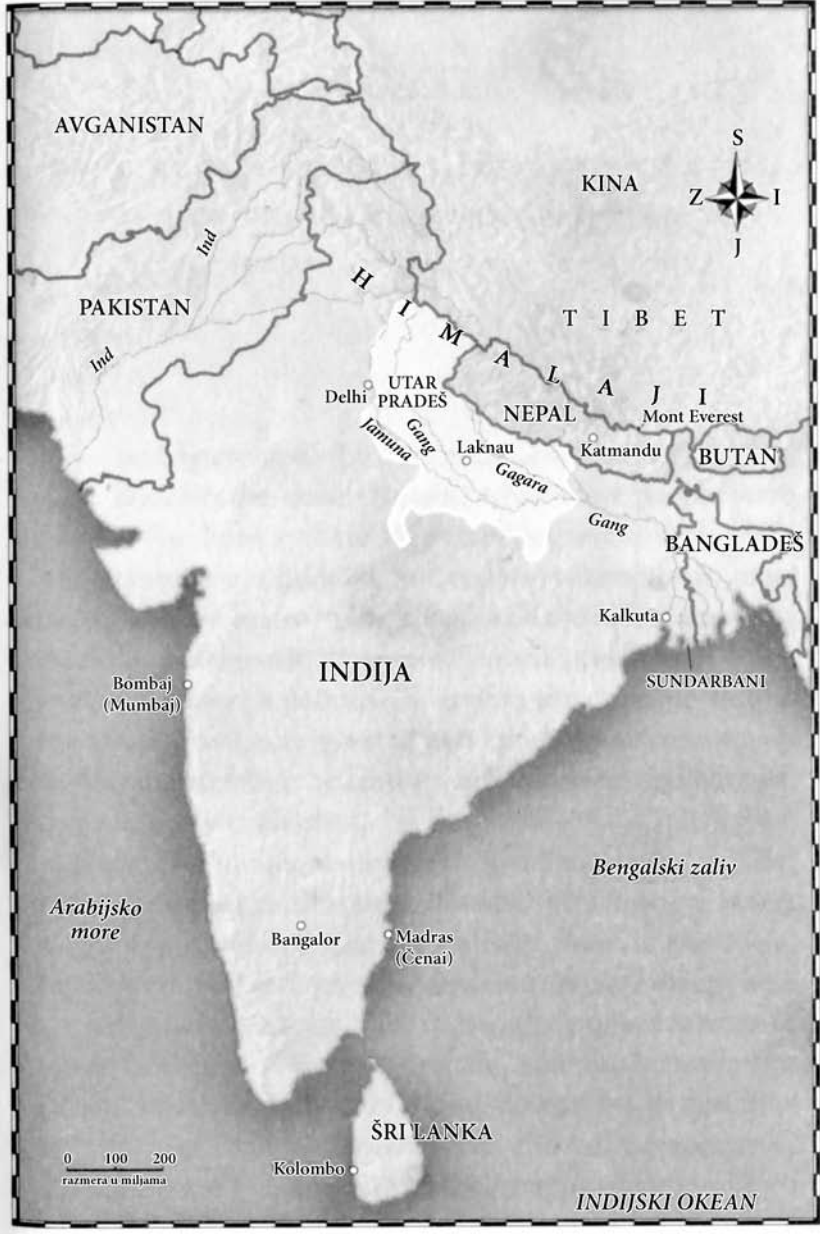 AVGANISTAN
S
KINA
Z
I
J
Ind
PAKISTAN
HIMALAJI
TIBET
Ind
UTAR
PRADEŠ
Delhi
NEPAL
Mont Everest
Jamuna
Gang
Laknau
Katmandu
BUTAN
Gagara
Gang
BANGLADEŠ
Kalkuta
INDIJA
SUNDARBANI
Bombaj
(Mumbaj)
Bengalski zaliv
Arabijsko
more
Bangalor
Madras
(Čenai)
ŠRI LANKA
0 100 200
razmera u miljama
Kolombo
INDIJSKI OKEAN